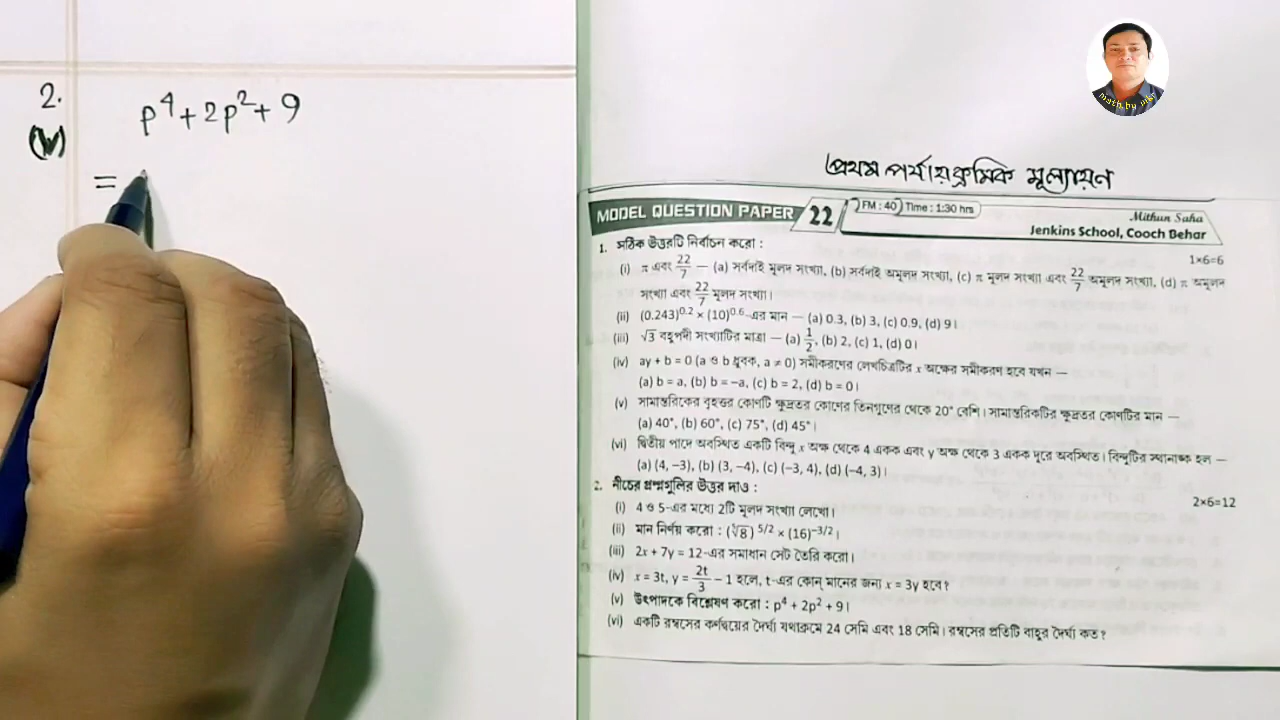 2.
(v)
p⁴ + 2p² + 9
=
math by
প্রথম পর্যায়ক্রমিক মূল্যায়ন
MODEL QUESTION PAPER 22
FM : 40 Time : 1:30 hrs
Mithun Saha
Jenkins School, Cooch Behar
1. সঠিক উত্তরটি নির্বাচন করো : 1×6=6
(i) π এবং 22/7 — (a) সর্বদাই মূলদ সংখ্যা, (b) সর্বদাই অমূলদ সংখ্যা, (c) π মূলদ সংখ্যা এবং 22/7 অমূলদ সংখ্যা, (d) π অমূলদ
সংখ্যা এবং 22/7 মূলদ সংখ্যা।
(ii) (0.243)^0.2 × (10)^0.6-এর মান — (a) 0.3, (b) 3, (c) 0.9, (d) 9।
(iii) √3 বহুপদী সংখ্যাটির মাত্রা — (a) 1/2, (b) 2, (c) 1, (d) 0।
(iv) ay + b = 0 (a ও b ধ্রুবক, a ≠ 0) সমীকরণের লেখচিত্রটির x অক্ষের সমীকরণ হবে যখন —
(a) b = a, (b) b = −a, (c) b = 2, (d) b = 0।
(v) সামান্তরিকের বৃহত্তর কোণটি ক্ষুদ্রতর কোণের তিনগুণের থেকে 20° বেশি। সামান্তরিকটির ক্ষুদ্রতর কোণটির মান —
(a) 40°, (b) 60°, (c) 75°, (d) 45°।
(vi) দ্বিতীয় পাদে অবস্থিত একটি বিন্দু x অক্ষ থেকে 4 একক এবং y অক্ষ থেকে 3 একক দূরে অবস্থিত। বিন্দুটির স্থানাঙ্ক হল —
(a) (4, −3), (b) (3, −4), (c) (−3, 4), (d) (−4, 3)।
2. নীচের প্রশ্নগুলির উত্তর দাও : 2×6=12
(i) 4 ও 5-এর মধ্যে 2টি মূলদ সংখ্যা লেখো।
(ii) মান নির্ণয় করো : (∛8)^5/2 × (16)^−3/2।
(iii) 2x + 7y = 12-এর সমাধান সেট তৈরি করো।
(iv) x = 3t, y = 2t/3 − 1 হলে, t-এর কোন্ মানের জন্য x = 3y হবে?
(v) উৎপাদকে বিশ্লেষণ করো : p⁴ + 2p² + 9।
(vi) একটি রম্বসের কর্ণদ্বয়ের দৈর্ঘ্য যথাক্রমে 24 সেমি এবং 18 সেমি। রম্বসের প্রতিটি বাহুর দৈর্ঘ্য কত?